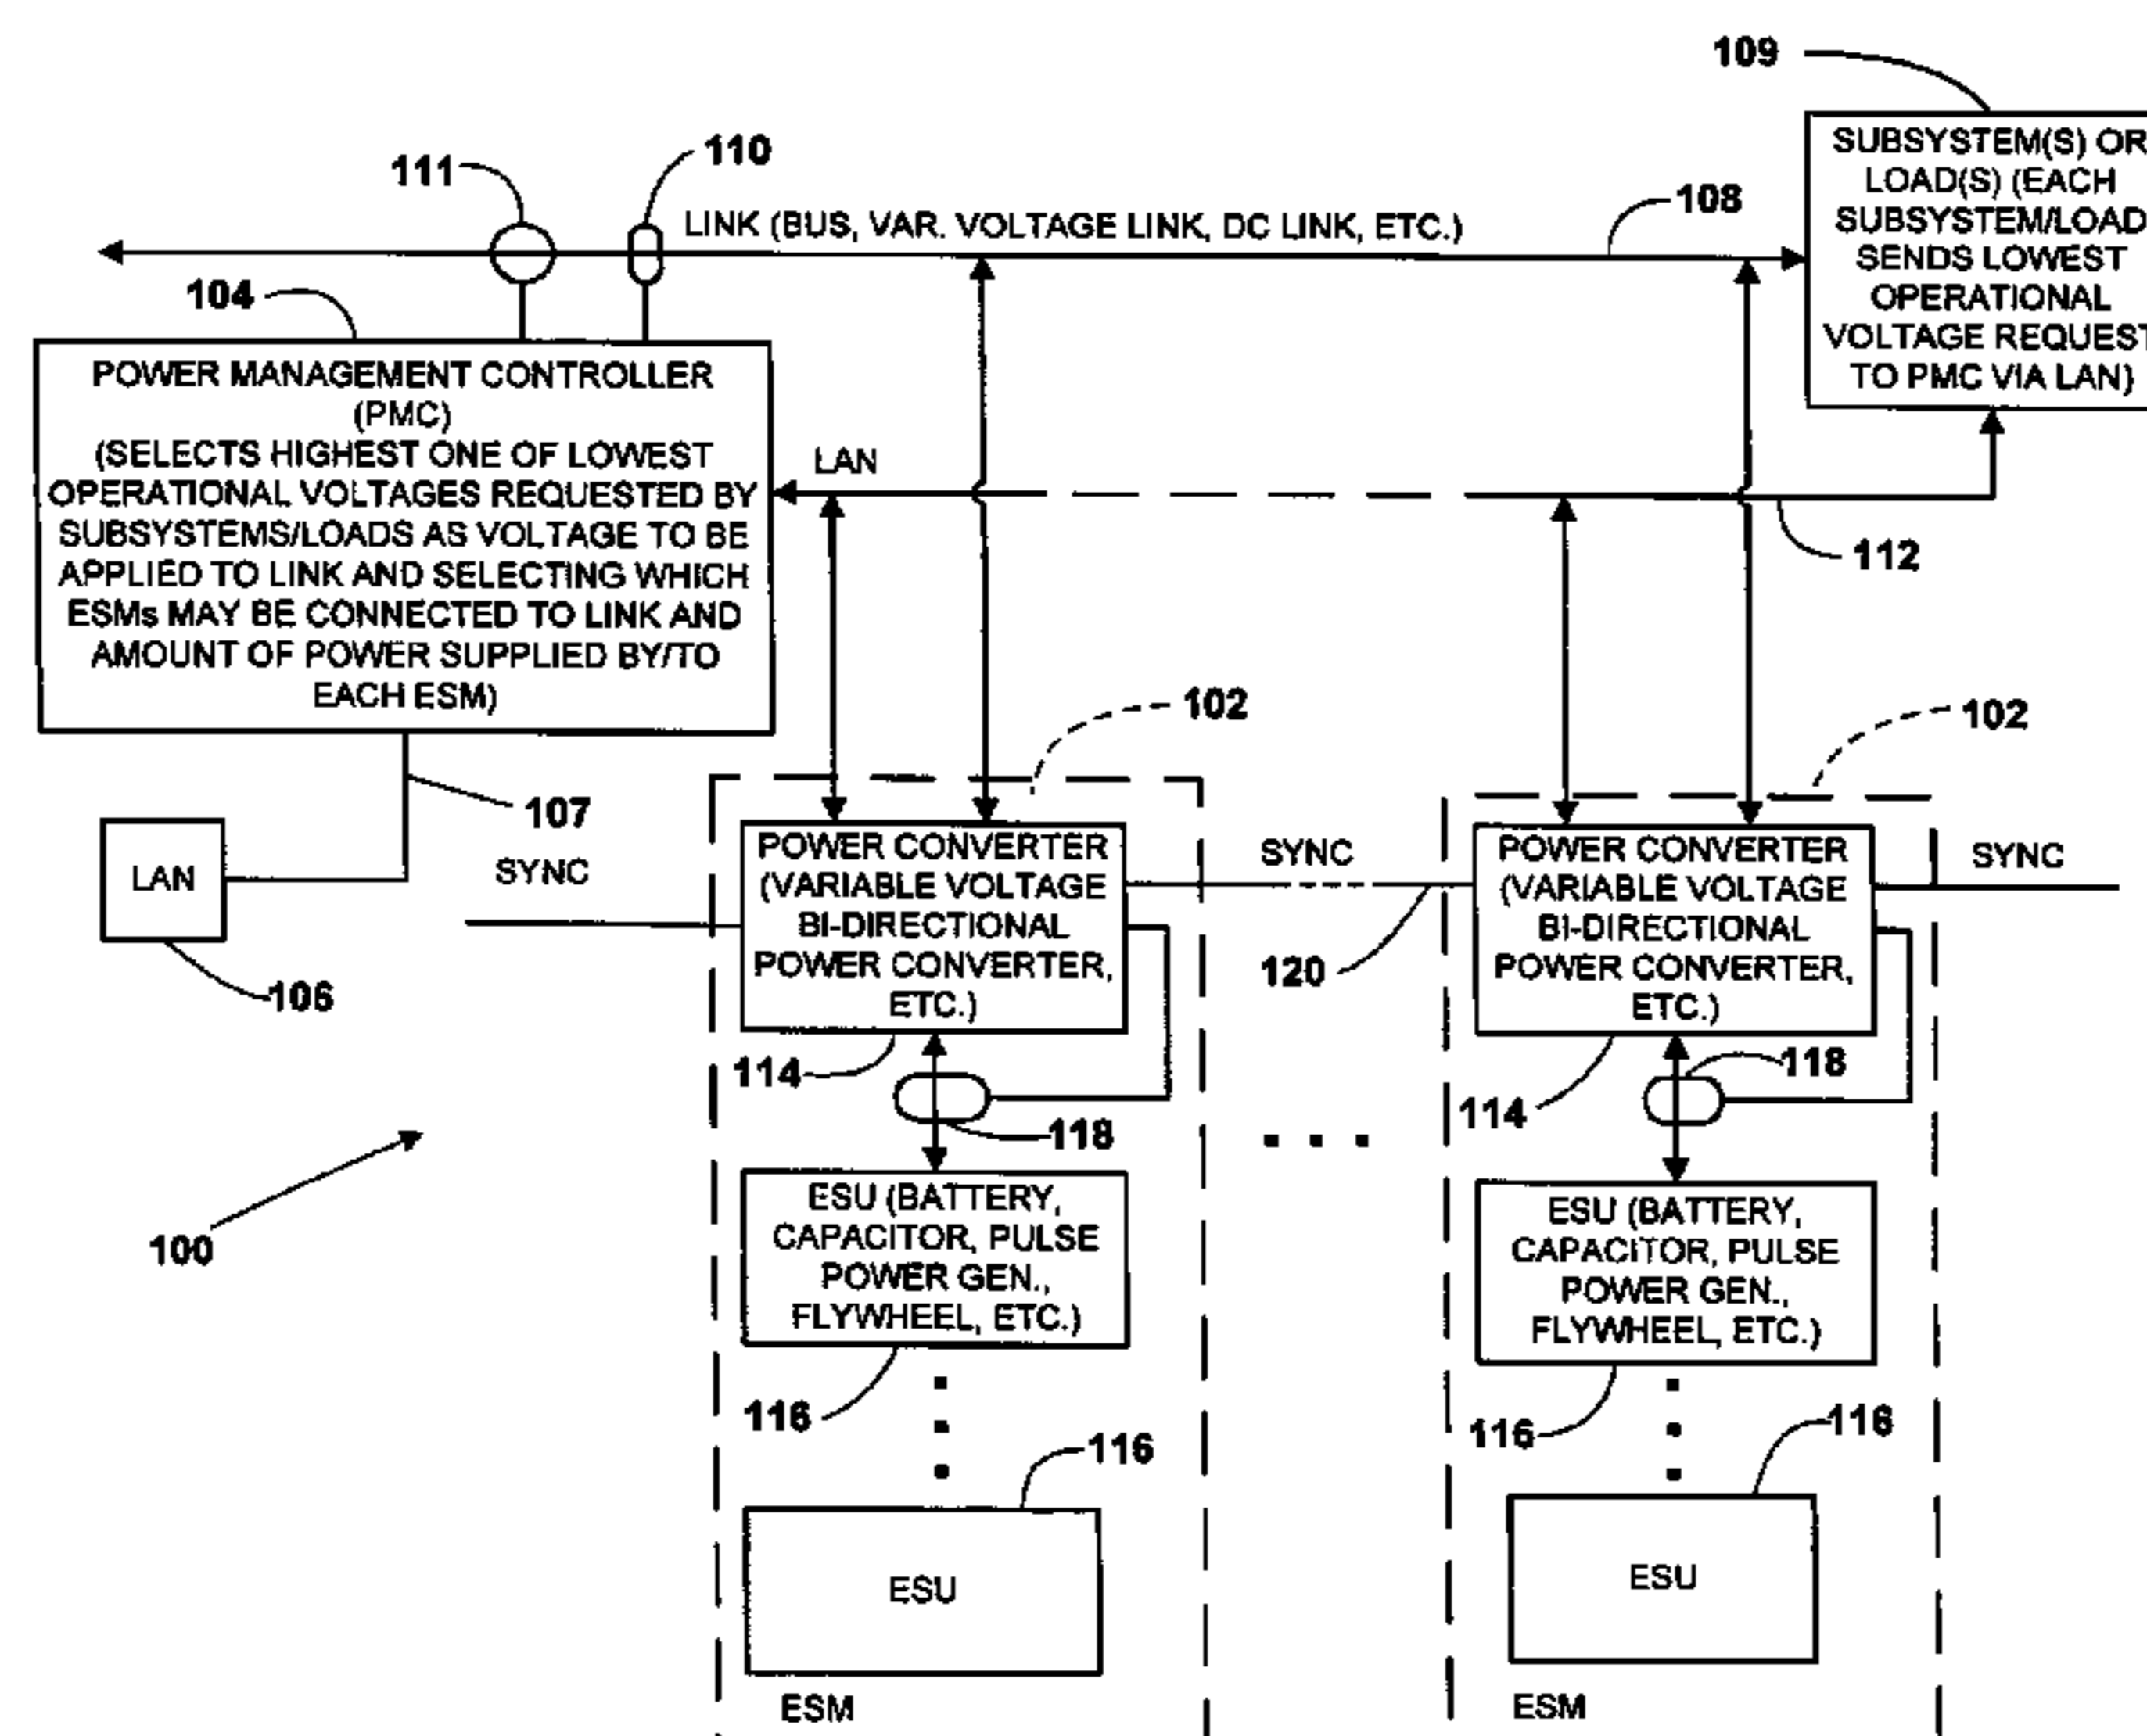 109
SUBSYSTEM(S) OR
LOAD(S) (EACH
SUBSYSTEM/LOAD
SENDS LOWEST
OPERATIONAL
VOLTAGE REQUEST
TO PMC VIA LAN)
111
110
LINK (BUS, VAR. VOLTAGE LINK, DC LINK, ETC.)
108
104
POWER MANAGEMENT CONTROLLER
(PMC)
(SELECTS HIGHEST ONE OF LOWEST
OPERATIONAL VOLTAGES REQUESTED BY
SUBSYSTEMS/LOADS AS VOLTAGE TO BE
APPLIED TO LINK AND SELECTING WHICH
ESMs MAY BE CONNECTED TO LINK AND
AMOUNT OF POWER SUPPLIED BY/TO
EACH ESM)
LAN
112
102
102
107
LAN
106
SYNC
POWER CONVERTER
(VARIABLE VOLTAGE
BI-DIRECTIONAL
POWER CONVERTER,
ETC.)
SYNC
120
POWER CONVERTER
(VARIABLE VOLTAGE
BI-DIRECTIONAL
POWER CONVERTER,
ETC.)
SYNC
114
118
114
118
100
ESU (BATTERY,
CAPACITOR, PULSE
POWER GEN.,
FLYWHEEL, ETC.)
ESU (BATTERY,
CAPACITOR, PULSE
POWER GEN.,
FLYWHEEL, ETC.)
116
116
116
116
ESU
ESU
ESM
ESM